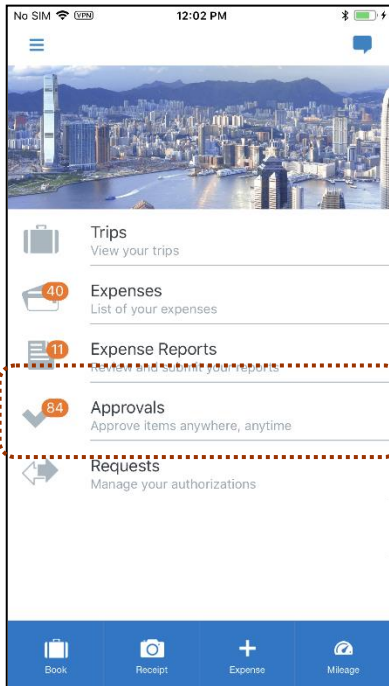 No SIM VPN 12:02 PM
Trips
View your trips
40
Expenses
List of your expenses
11
Expense Reports
Review and submit your reports
84
Approvals
Approve items anywhere, anytime
Requests
Manage your authorizations
Book Receipt Expense Mileage